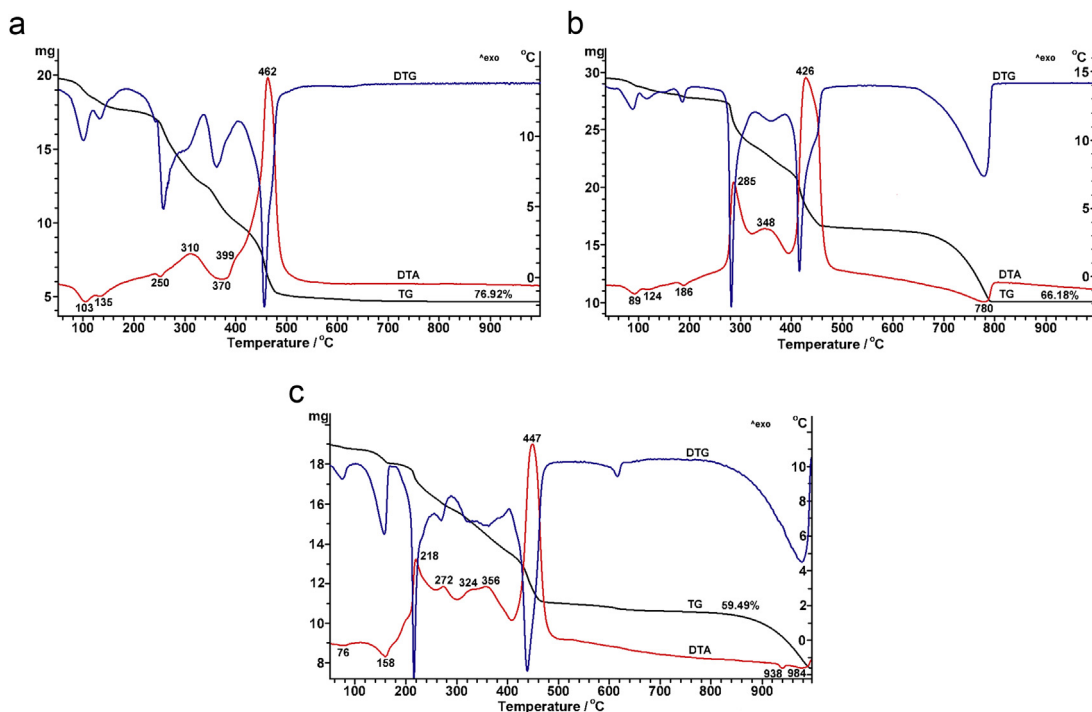 a
mg
^exo
°C
462
DTG
20
15
10
5
10
5
0
310
399
250
370
103
135
DTA
TG
76.92%
100 200 300 400 500 600 700 800 900
Temperature / °C
b
mg
^exo
°C
426
DTG
30
25
20
15
10
15
10
5
0
285
348
89
124
186
DTA
TG
66.18%
780
100 200 300 400 500 600 700 800 900
Temperature / °C
c
mg
^exo
°C
447
DTG
18
16
14
12
10
8
10
8
6
4
2
0
218
272
324
356
76
158
TG
59.49%
DTA
938
984
100 200 300 400 500 600 700 800 900
Temperature / °C